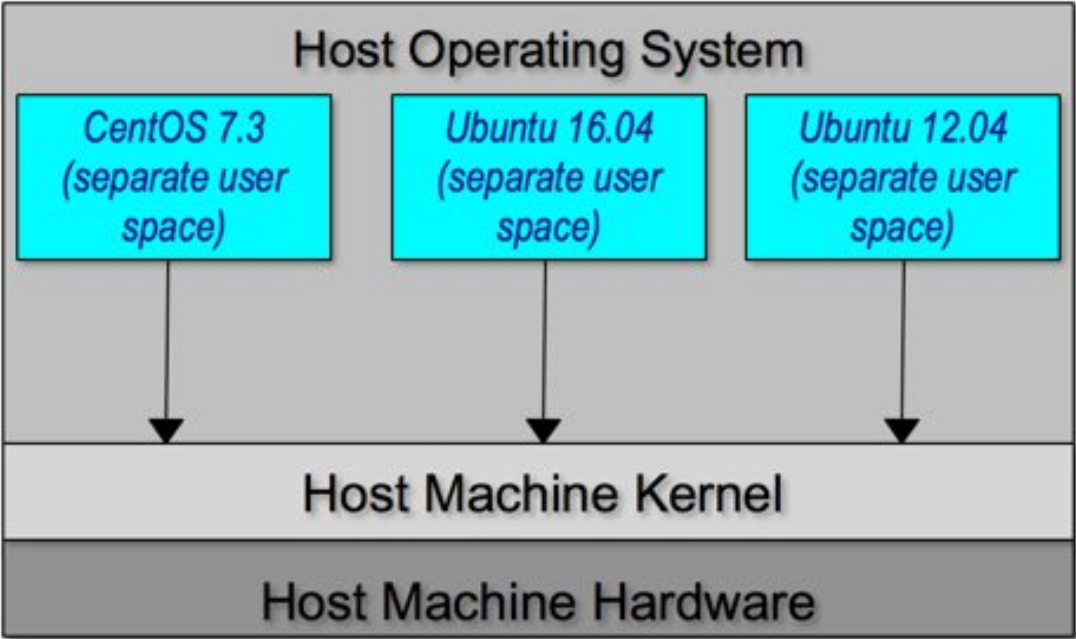 Host Operating System
CentOS 7.3
(separate user
space)
Ubuntu 16.04
(separate user
space)
Ubuntu 12.04
(separate user
space)
Host Machine Kernel
Host Machine Hardware